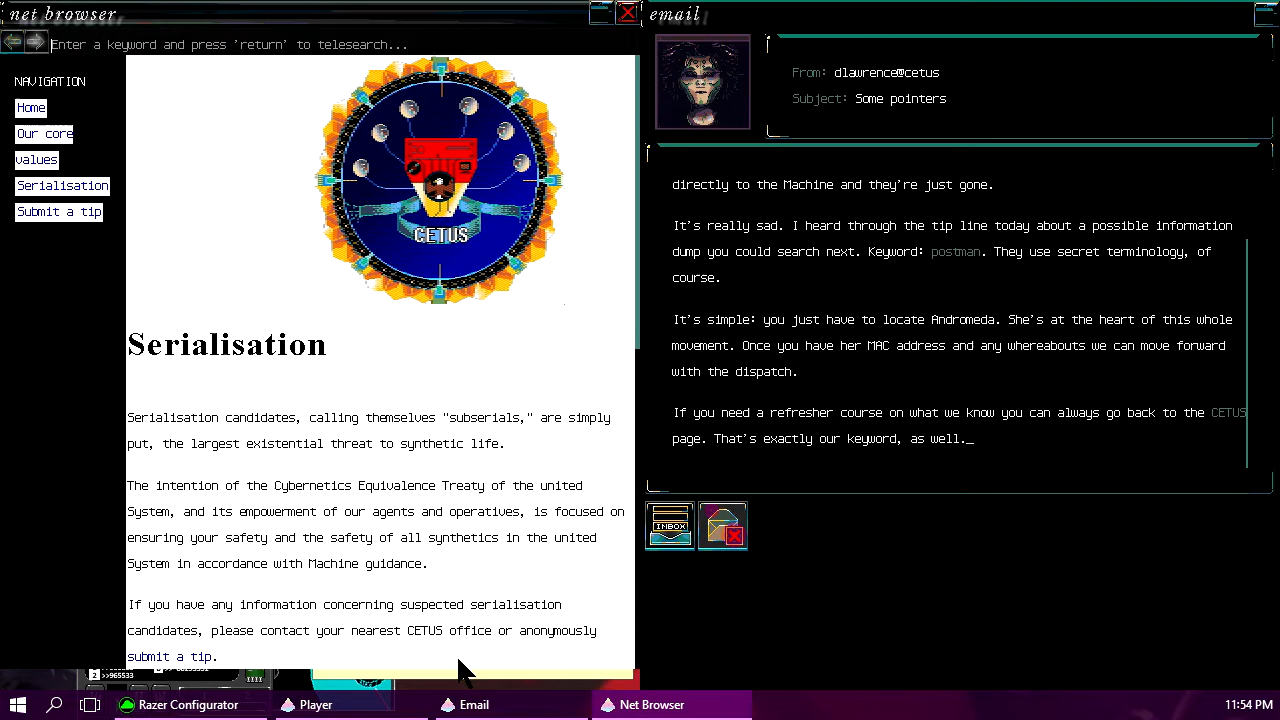 net browser
Enter a keyword and press 'return' to telesearch...
NAVIGATION
Home
Our core
values
Serialisation
Submit a tip
CETUS
Serialisation
Serialisation candidates, calling themselves "subserials," are simply
put, the largest existential threat to synthetic life.
The intention of the Cybernetics Equivalence Treaty of the united
System, and its empowerment of our agents and operatives, is focused on
ensuring your safety and the safety of all synthetics in the united
System in accordance with Machine guidance.
If you have any information concerning suspected serialisation
candidates, please contact your nearest CETUS office or anonymously
submit a tip.
email
From: dlawrence@cetus
Subject: Some pointers
directly to the Machine and they're just gone.
It's really sad. I heard through the tip line today about a possible information
dump you could search next. Keyword: postman. They use secret terminology, of
course.
It's simple: you just have to locate Andromeda. She's at the heart of this whole
movement. Once you have her MAC address and any whereabouts we can move forward
with the dispatch.
If you need a refresher course on what we know you can always go back to the CETUS
page. That's exactly our keyword, as well._
INBOX
2 >>965533
Razer Configurator
Player
Email
Net Browser
11:54 PM